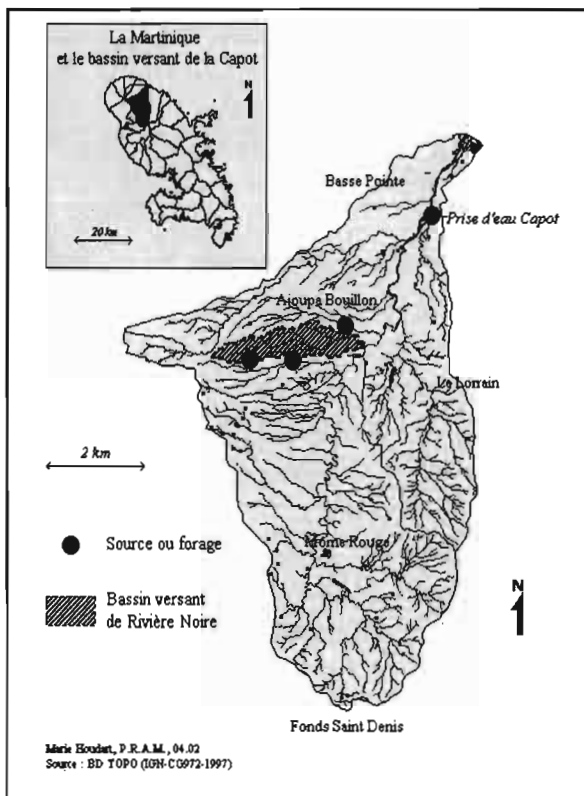 La Martinique
et le bassin versant de la Capot
N
20 km
Basse Pointe
Prise d'eau Capot
Ajoupa Bouillon
Le Lorrain
2 km
Source ou forage
Morne Rouge
Bassin versant
de Rivière Noire
N
Fonds Saint Denis
Marie Houdart, P.R.A.M., 04.02
Source : BD TOPO (IGN-CG972-1997)